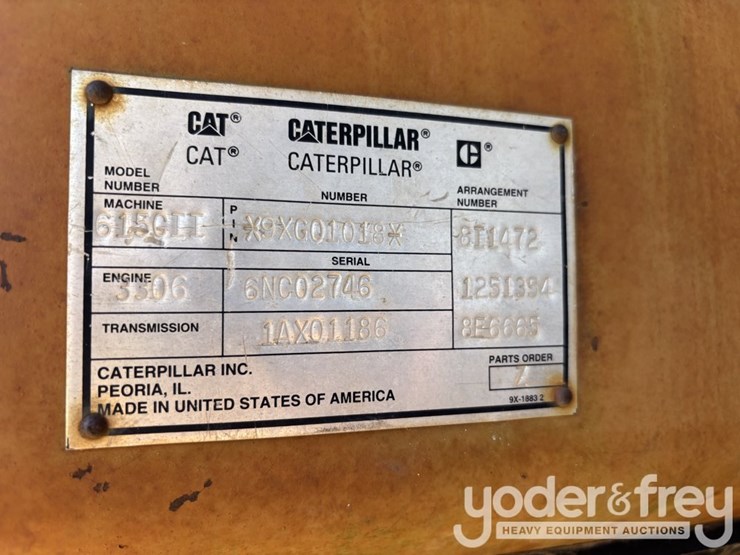 CAT® CATERPILLAR® C®
CAT® CATERPILLAR®
MODEL NUMBER NUMBER ARRANGEMENT NUMBER
MACHINE 615CII PIN *9XG01018* 8I1472
SERIAL
ENGINE 3306 6NC02746 1251994
TRANSMISSION 1AX01186 8E6665
CATERPILLAR INC.
PEORIA, IL.
MADE IN UNITED STATES OF AMERICA
PARTS ORDER
Z
9X-1883 2
yoder&frey
HEAVY EQUIPMENT AUCTIONS